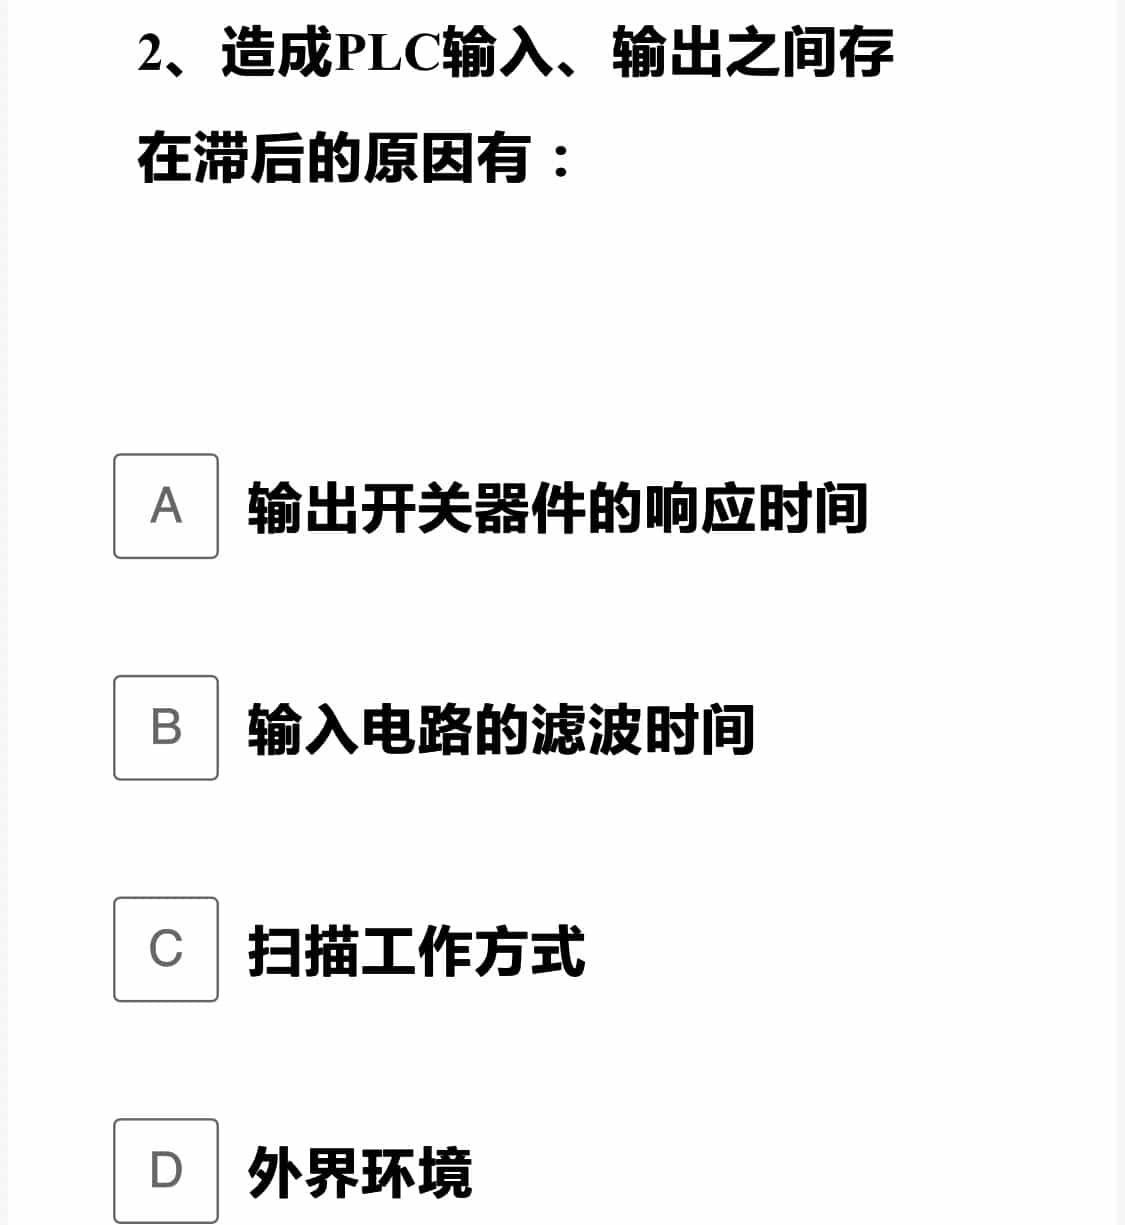 2、造成PLC输入、输出之间存
在滞后的原因有：
A 输出开关器件的响应时间
B 输入电路的滤波时间
C 扫描工作方式
D 外界环境